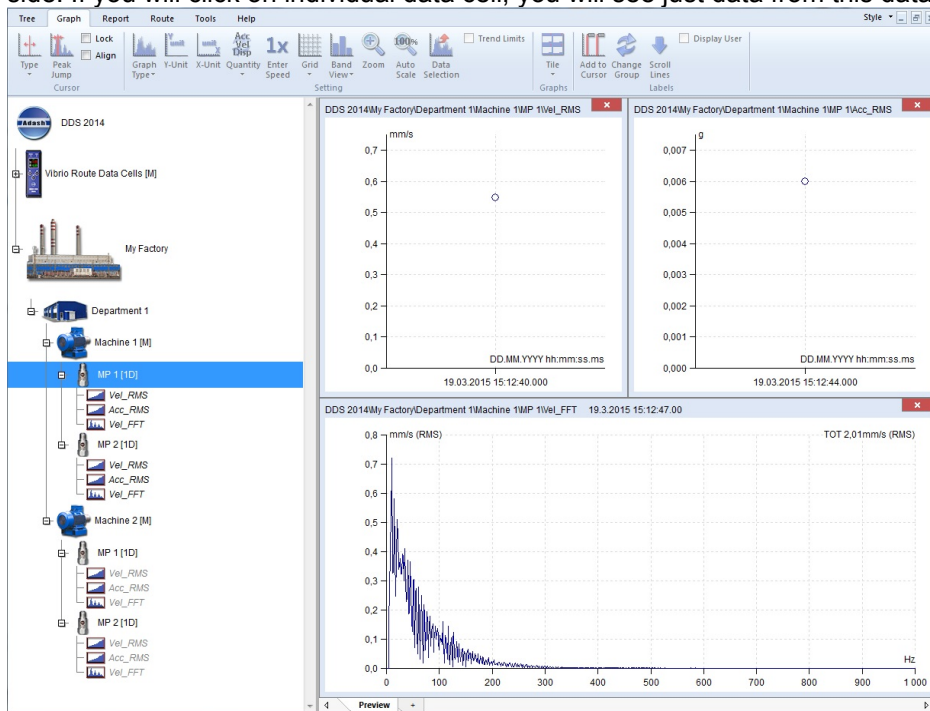 side. If you will click on individual data cell, you will see just data from this data
Tree Graph Report Route Tools Help Style
Type Peak Jump Lock Align Graph Type Y-Unit X-Unit Acc Vel Disp Quantity 1x Enter Speed Grid Band View Zoom 100% Auto Scale Data Selection Trend Limits Tile Add to Cursor Change Group Scroll Lines Display User
Cursor Setting Graphs Labels
Adash DDS 2014
Vibrio Route Data Cells [M]
My Factory
Department 1
Machine 1 [M]
MP 1 [1D]
Vel_RMS
Acc_RMS
Vel_FFT
MP 2 [1D]
Vel_RMS
Acc_RMS
Vel_FFT
Machine 2 [M]
MP 1 [1D]
Vel_RMS
Acc_RMS
Vel_FFT
MP 2 [1D]
Vel_RMS
Acc_RMS
Vel_FFT
DDS 2014\My Factory\Department 1\Machine 1\MP 1\Vel_RMS
mm/s
0,7
0,6
0,5
0,4
0,3
0,2
0,1
0,0
DD.MM.YYYY hh:mm:ss.ms
19.03.2015 15:12:40.000
DDS 2014\My Factory\Department 1\Machine 1\MP 1\Acc_RMS
g
0,007
0,006
0,005
0,004
0,003
0,002
0,001
0,000
DD.MM.YYYY hh:mm:ss.ms
19.03.2015 15:12:44.000
DDS 2014\My Factory\Department 1\Machine 1\MP 1\Vel_FFT 19.3.2015 15:12:47.00
mm/s (RMS) TOT 2,01mm/s (RMS)
0,8
0,7
0,6
0,5
0,4
0,3
0,2
0,1
0,0
Hz
0 100 200 300 400 500 600 700 800 900 1 000
Preview +